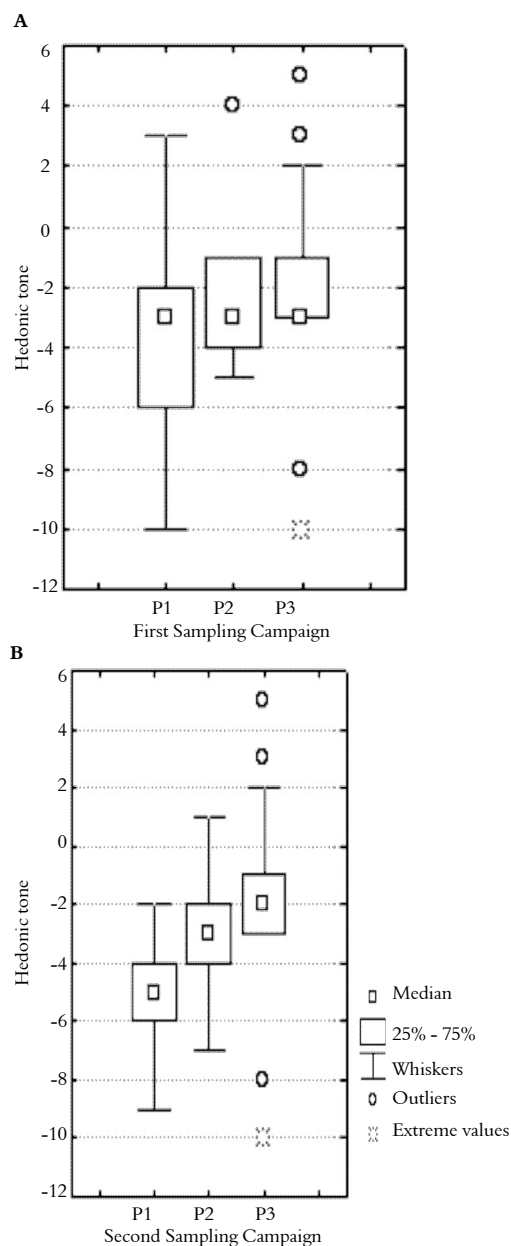 A
6
4
2
0
-2
-4
-6
-8
-10
-12
Hedonic tone
P1 P2 P3
First Sampling Campaign
B
6
4
2
0
-2
-4
-6
-8
-10
-12
Hedonic tone
P1 P2 P3
Second Sampling Campaign
Median
25% - 75%
Whiskers
Outliers
Extreme values